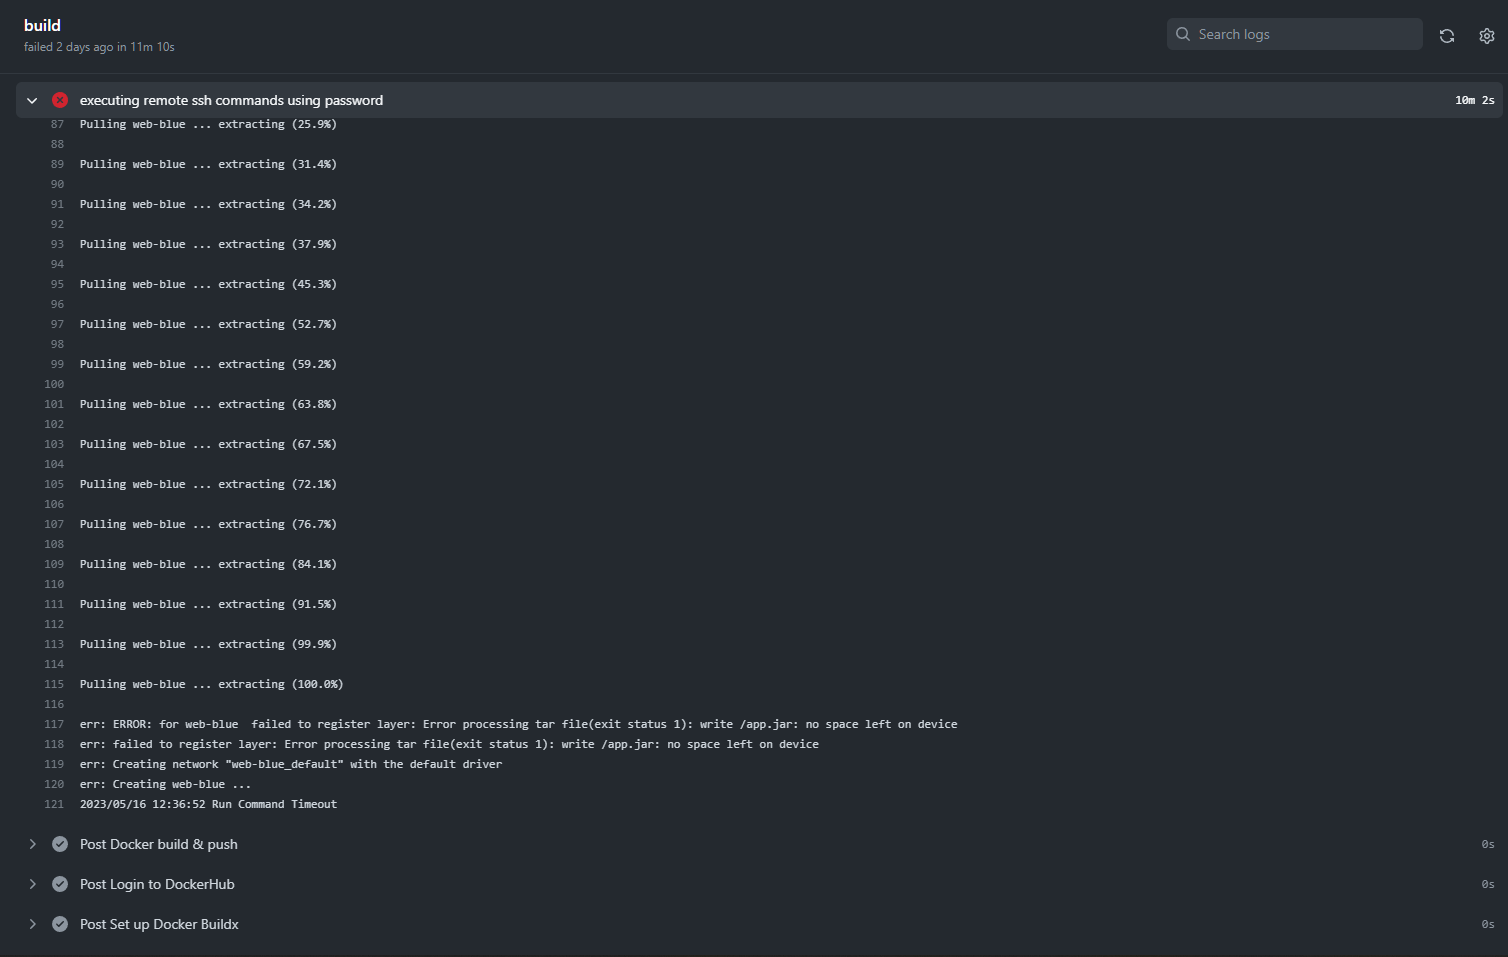 build
failed 2 days ago in 11m 10s
Search logs
executing remote ssh commands using password 10m 2s
87 Pulling web-blue ... extracting (25.9%)
88
89 Pulling web-blue ... extracting (31.4%)
90
91 Pulling web-blue ... extracting (34.2%)
92
93 Pulling web-blue ... extracting (37.9%)
94
95 Pulling web-blue ... extracting (45.3%)
96
97 Pulling web-blue ... extracting (52.7%)
98
99 Pulling web-blue ... extracting (59.2%)
100
101 Pulling web-blue ... extracting (63.8%)
102
103 Pulling web-blue ... extracting (67.5%)
104
105 Pulling web-blue ... extracting (72.1%)
106
107 Pulling web-blue ... extracting (76.7%)
108
109 Pulling web-blue ... extracting (84.1%)
110
111 Pulling web-blue ... extracting (91.5%)
112
113 Pulling web-blue ... extracting (99.9%)
114
115 Pulling web-blue ... extracting (100.0%)
116
117 err: ERROR: for web-blue  failed to register layer: Error processing tar file(exit status 1): write /app.jar: no space left on device
118 err: failed to register layer: Error processing tar file(exit status 1): write /app.jar: no space left on device
119 err: Creating network "web-blue_default" with the default driver
120 err: Creating web-blue ...
121 2023/05/16 12:36:52 Run Command Timeout
Post Docker build & push 0s
Post Login to DockerHub 0s
Post Set up Docker Buildx 0s